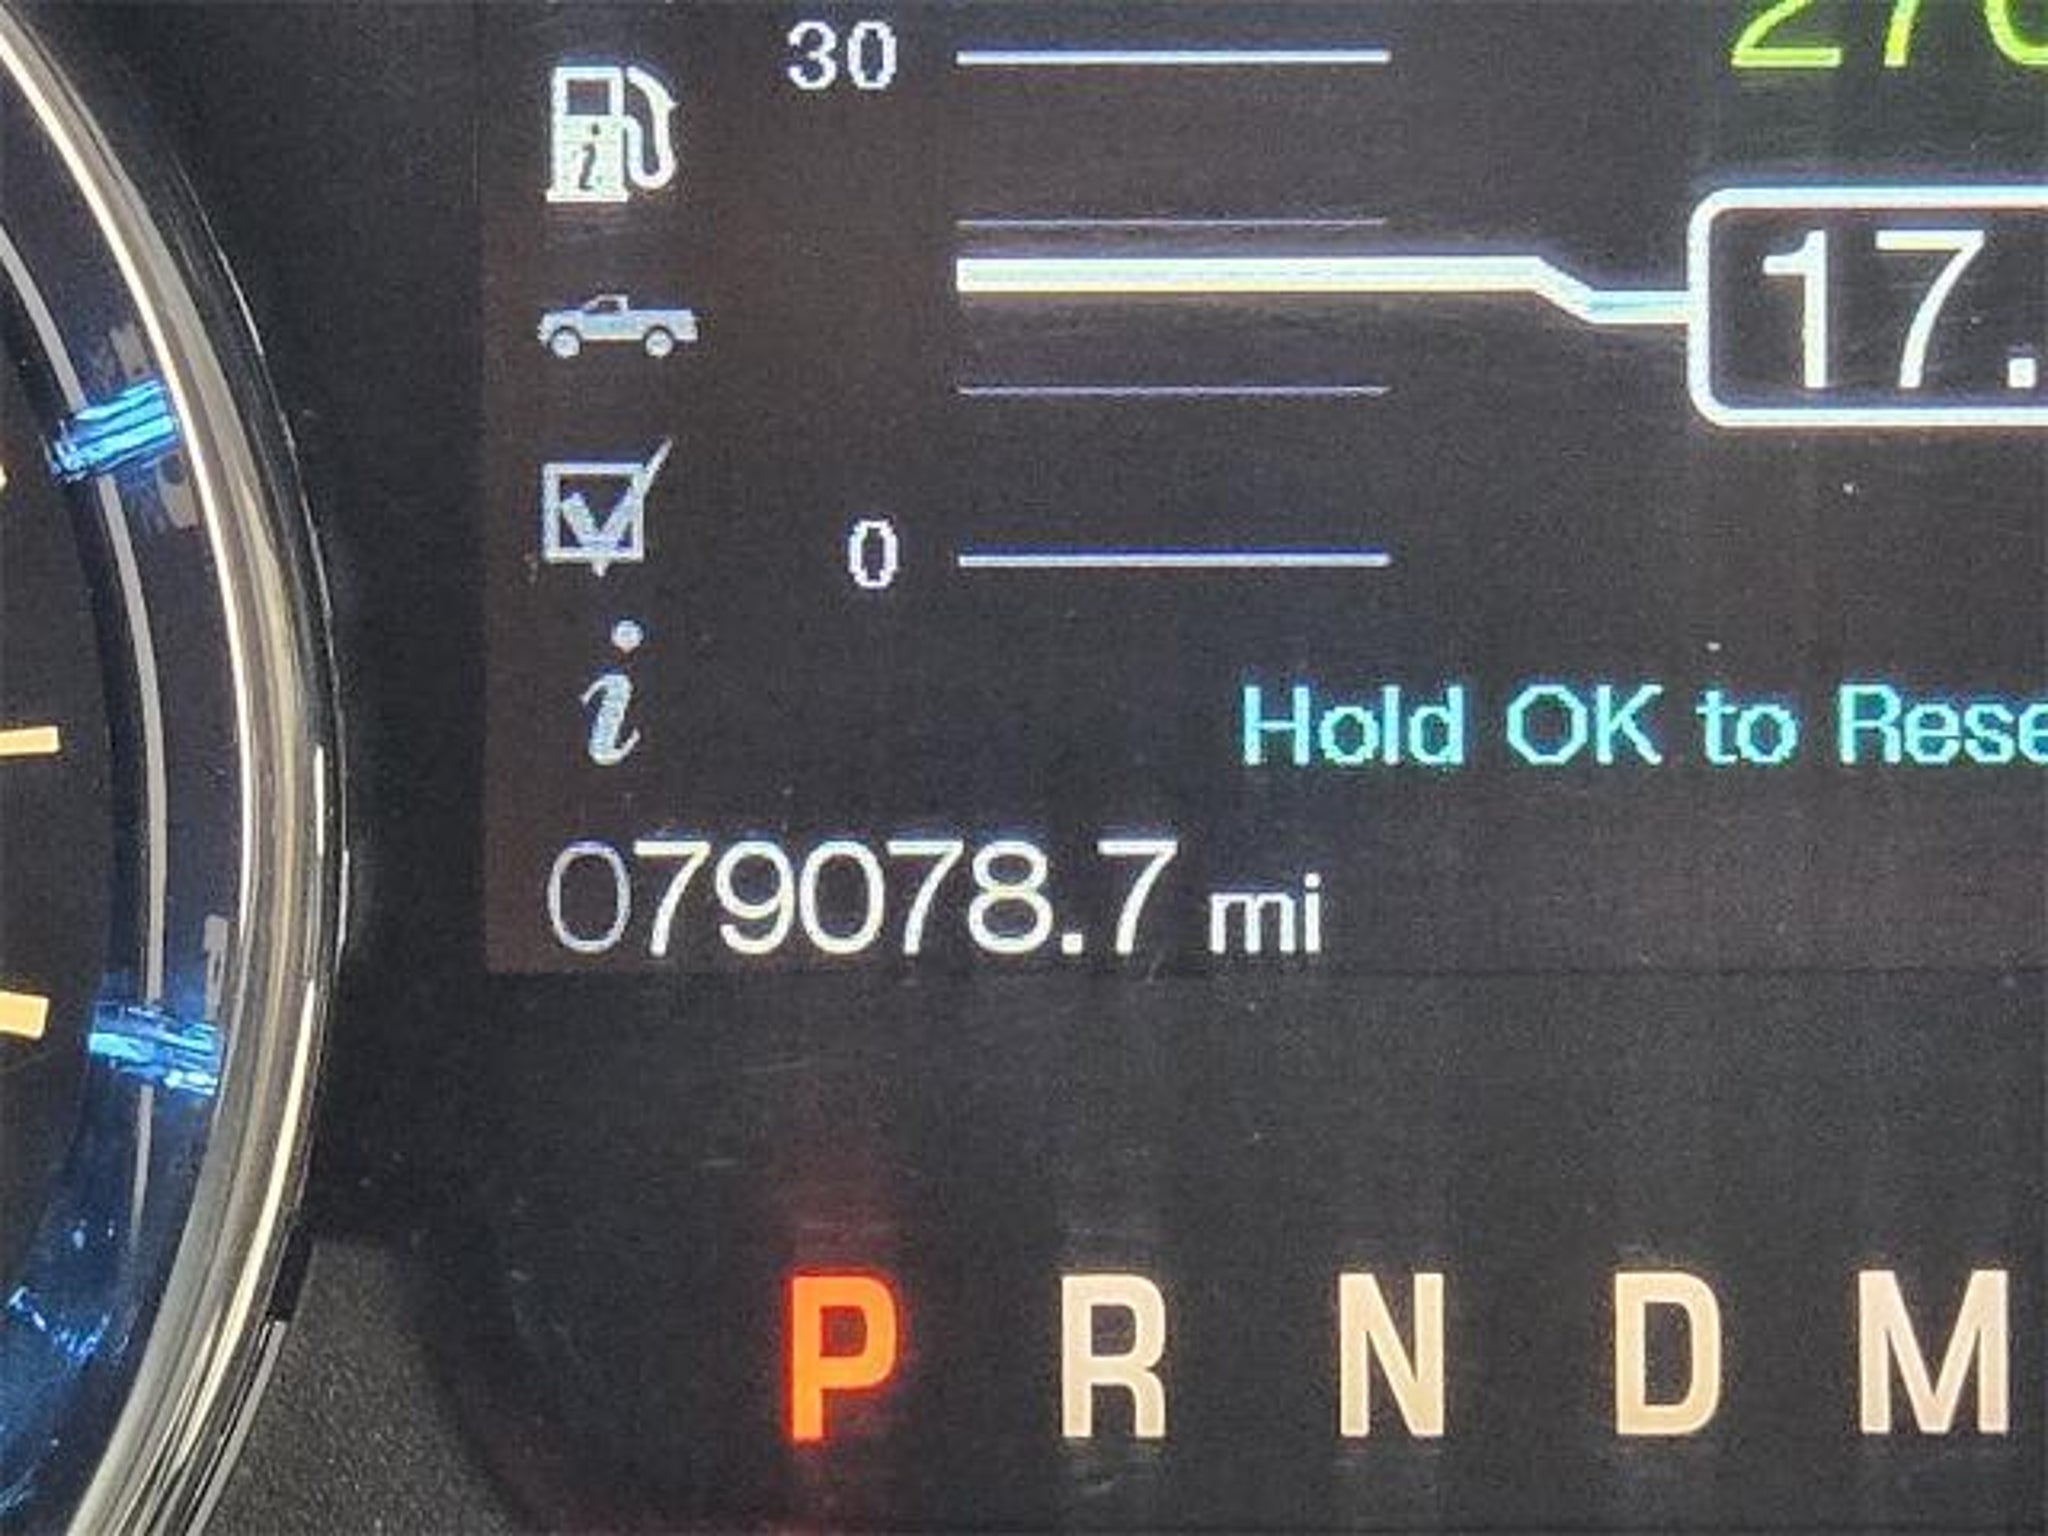 30
17.
0
Hold OK to Rese
079078.7 mi
P R N D M